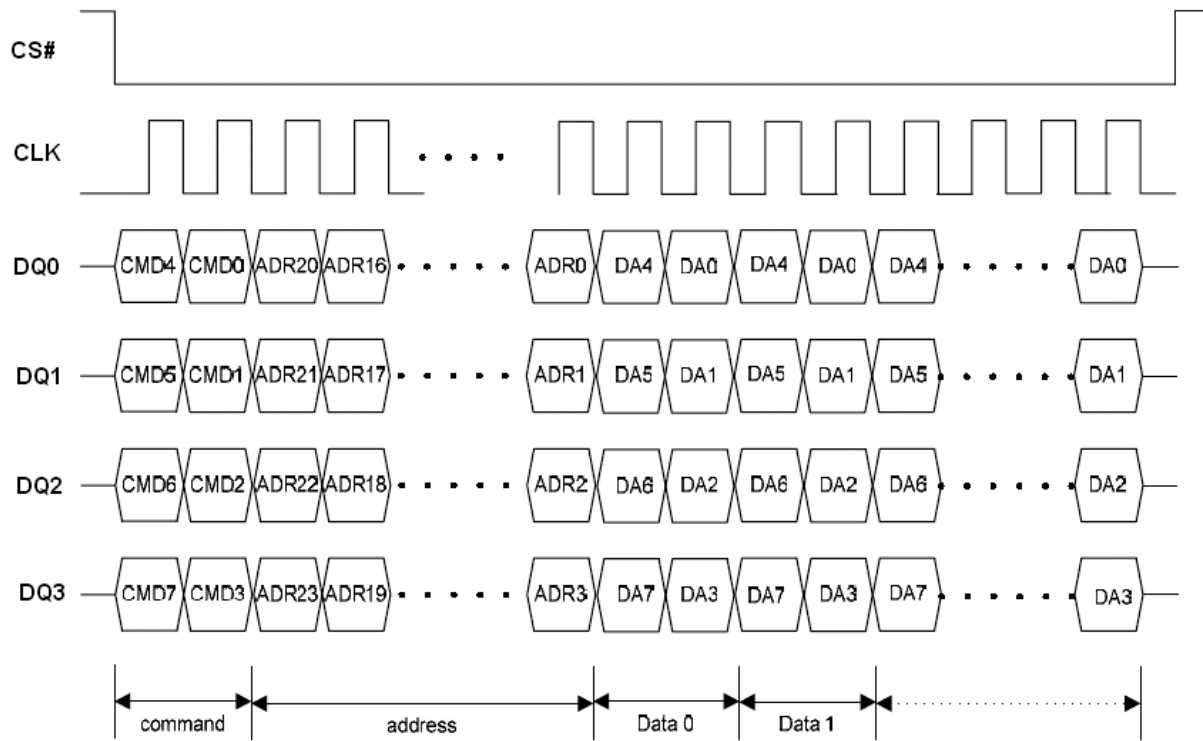 CS#
CLK
DQ0 CMD4 CMD0 ADR20 ADR16 ADR0 DA4 DA0 DA4 DA0 DA4 DA0
DQ1 CMD5 CMD1 ADR21 ADR17 ADR1 DA5 DA1 DA5 DA1 DA5 DA1
DQ2 CMD6 CMD2 ADR22 ADR18 ADR2 DA6 DA2 DA6 DA2 DA6 DA2
DQ3 CMD7 CMD3 ADR23 ADR19 ADR3 DA7 DA3 DA7 DA3 DA7 DA3
command address Data 0 Data 1